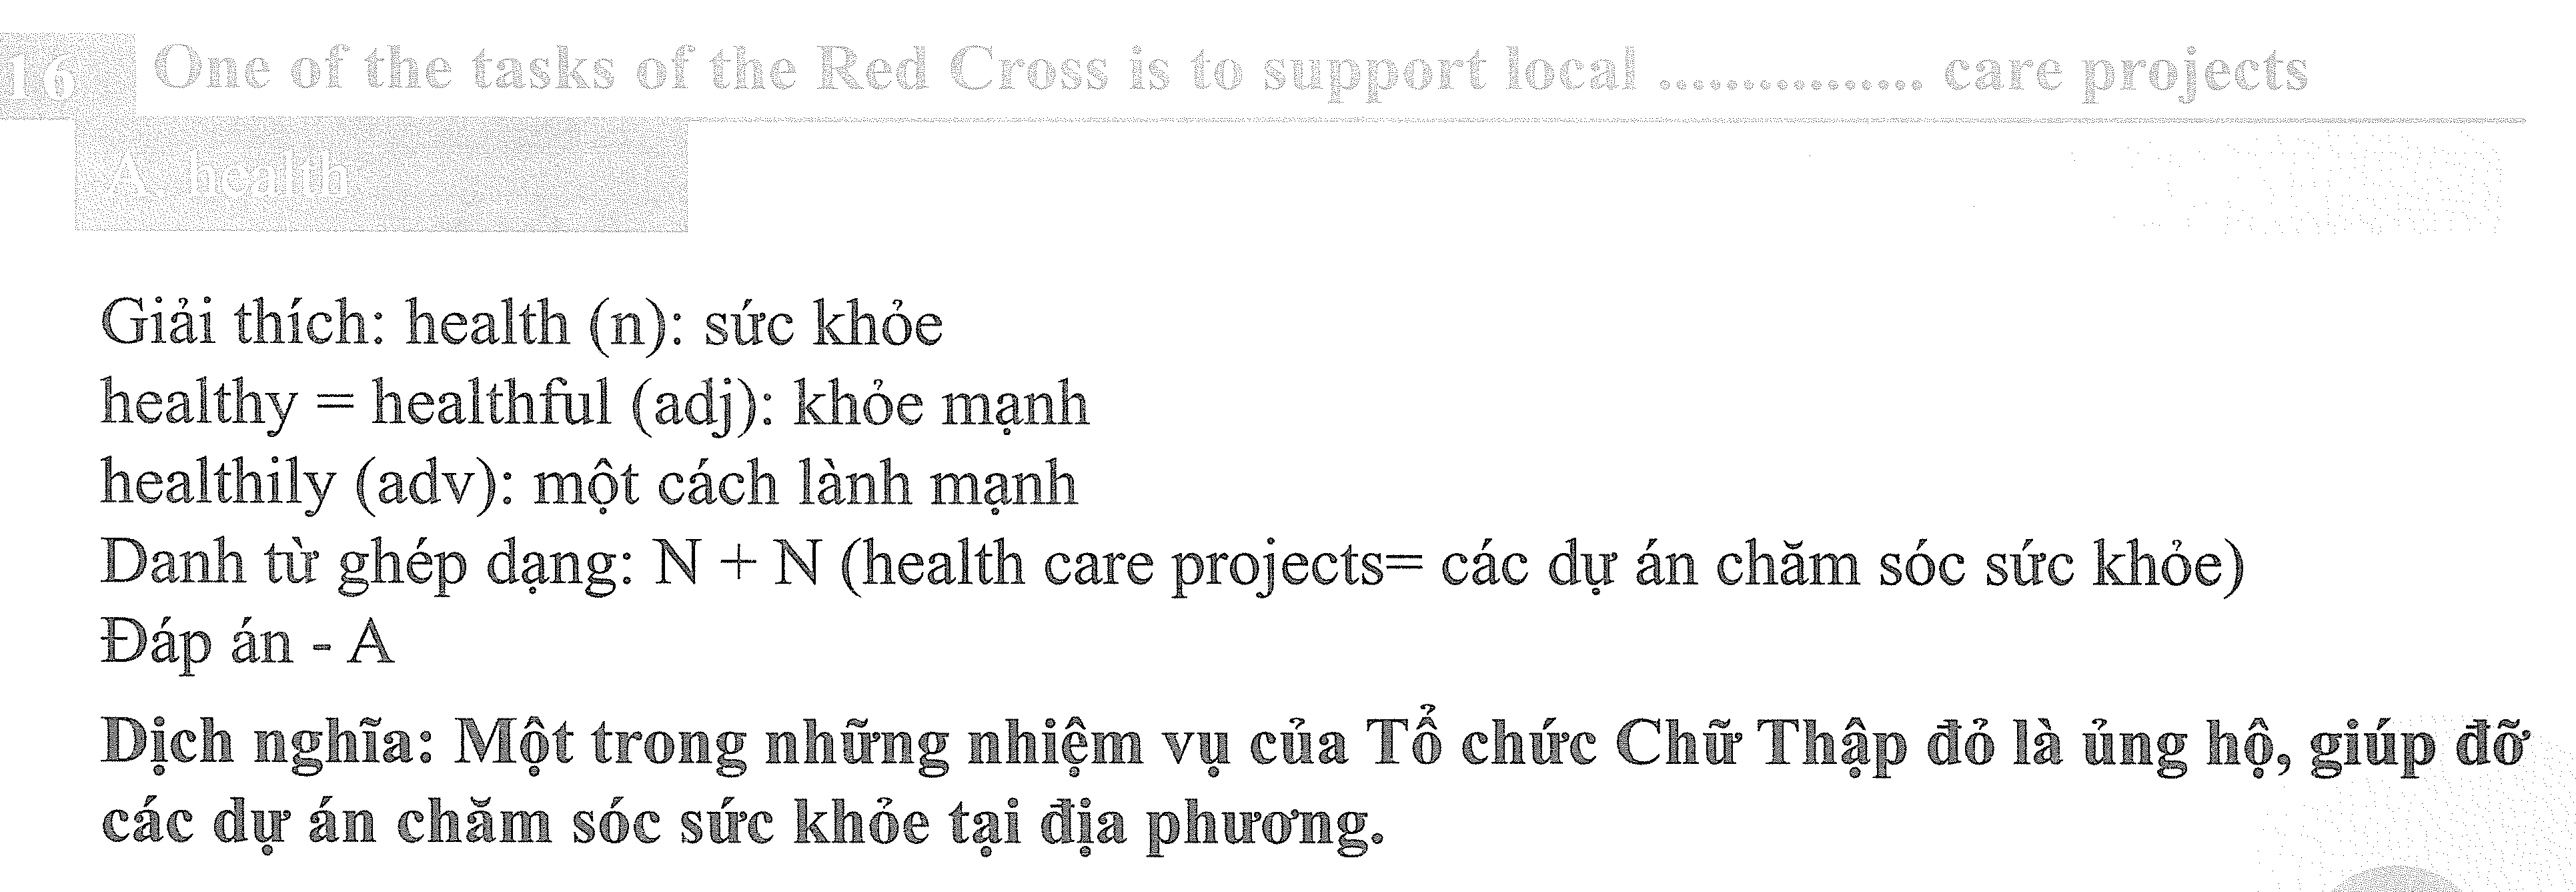 16 One of the tasks of the Red Cross is to support local ................ care projects
A. health
Giải thích: health (n): sức khỏe
healthy = healthful (adj): khỏe mạnh
healthily (adv): một cách lành mạnh
Danh từ ghép dạng: N + N (health care projects= các dự án chăm sóc sức khỏe)
Đáp án - A
Dịch nghĩa: Một trong những nhiệm vụ của Tổ chức Chữ Thập đỏ là ủng hộ, giúp đỡ
các dự án chăm sóc sức khỏe tại địa phương.